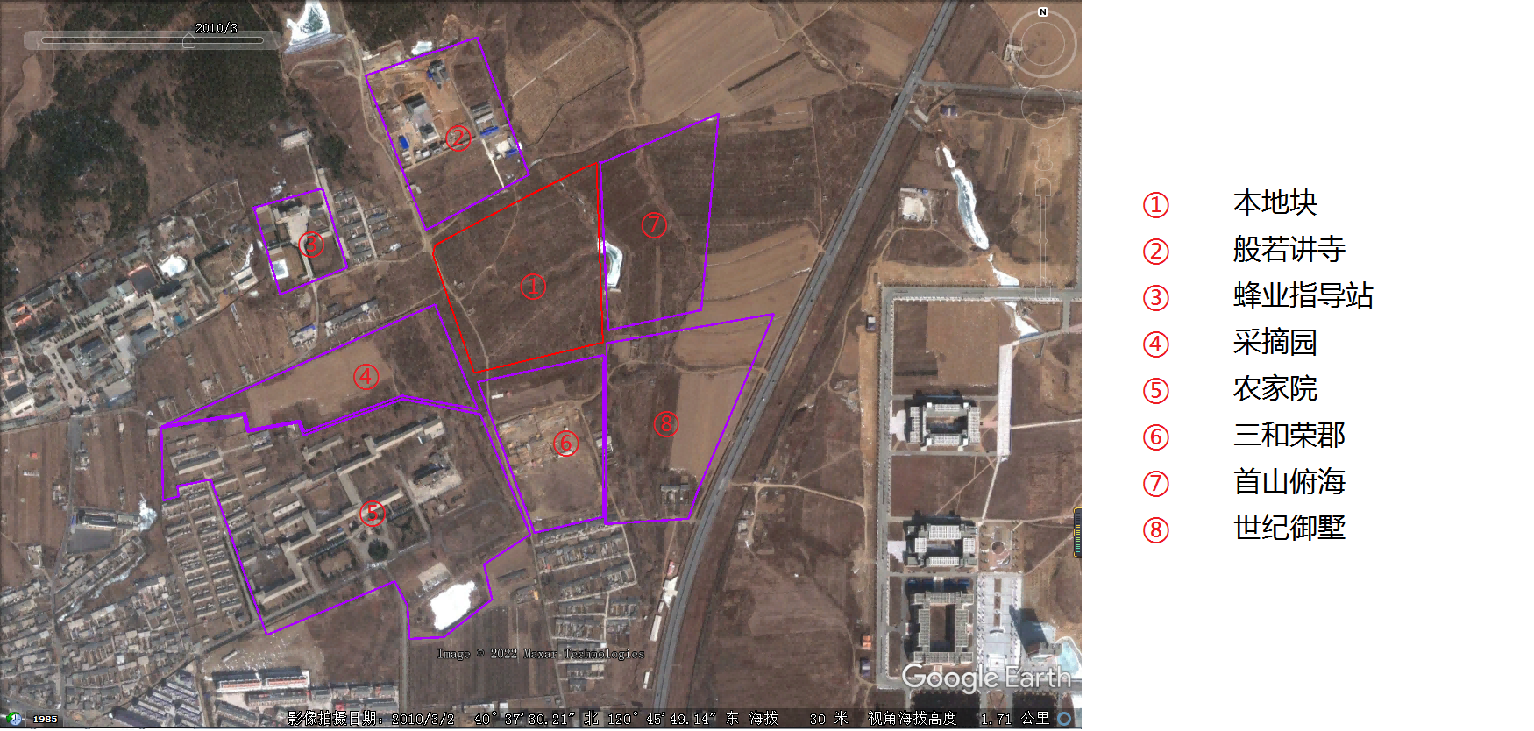 2010/3
N
②
⑦
③
①
④
⑧
⑥
⑤
Image © 2022 Maxar Technologies
Google Earth
1985
影像拍摄日期: 2010/3/2 40°37'30.21" 北 120°45'49.14" 东 海拔 30 米 视角海拔高度 1.71 公里
① 本地块
② 般若讲寺
③ 蜂业指导站
④ 采摘园
⑤ 农家院
⑥ 三和荣郡
⑦ 首山俯海
⑧ 世纪御墅